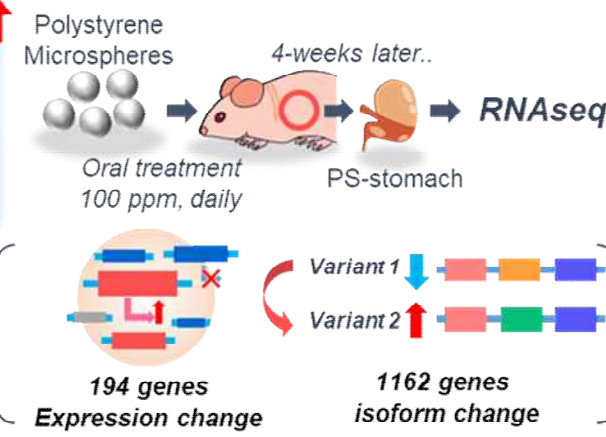 Polystyrene
Microspheres
4-weeks later..
RNAseq
Oral treatment
100 ppm, daily
PS-stomach
Variant 1
Variant 2
194 genes
Expression change
1162 genes
isoform change